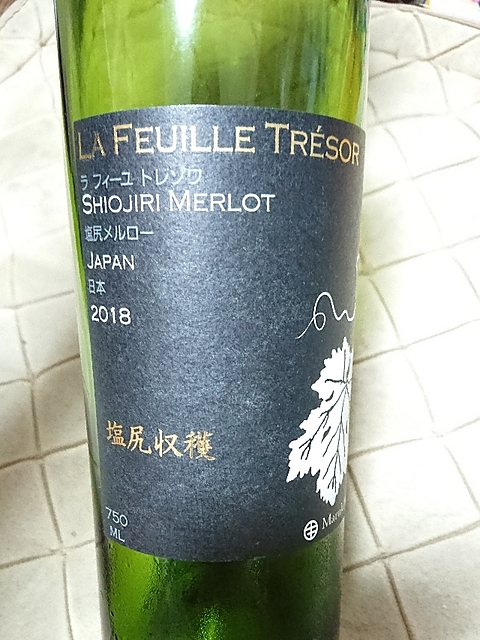 LA FEUILLE TRÉSOR
ラ フィーユ トレゾワ
SHIOJIRI MERLOT
塩尻メルロー
JAPAN
日本
2018
塩尻収穫
750
ML